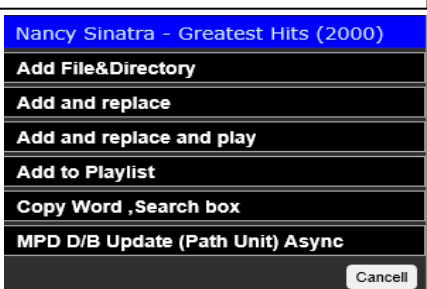 Nancy Sinatra - Greatest Hits (2000)
Add File&Directory
Add and replace
Add and replace and play
Add to Playlist
Copy Word ,Search box
MPD D/B Update (Path Unit) Async
Cancell